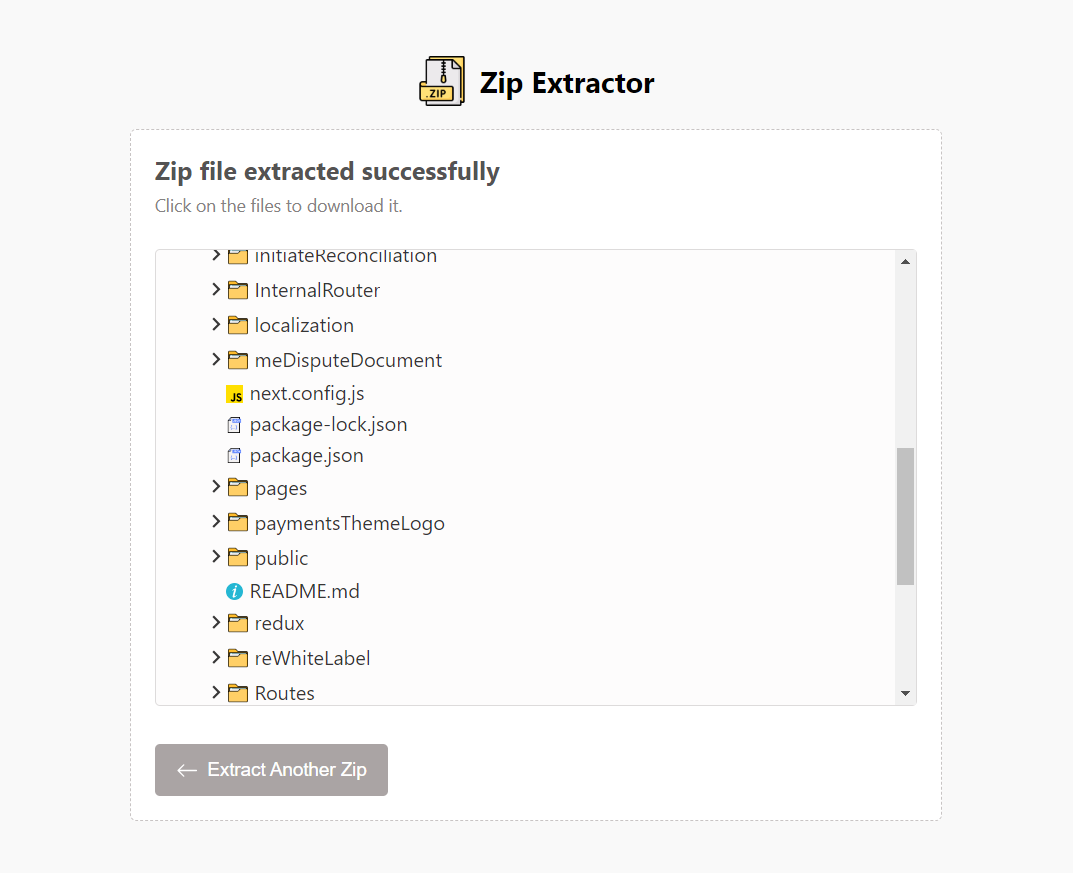 .ZIP
Zip Extractor
Zip file extracted successfully
Click on the files to download it.
initiateReconciliation
InternalRouter
localization
meDisputeDocument
JS next.config.js
package-lock.json
package.json
pages
paymentsThemeLogo
public
i README.md
redux
reWhiteLabel
Routes
← Extract Another Zip